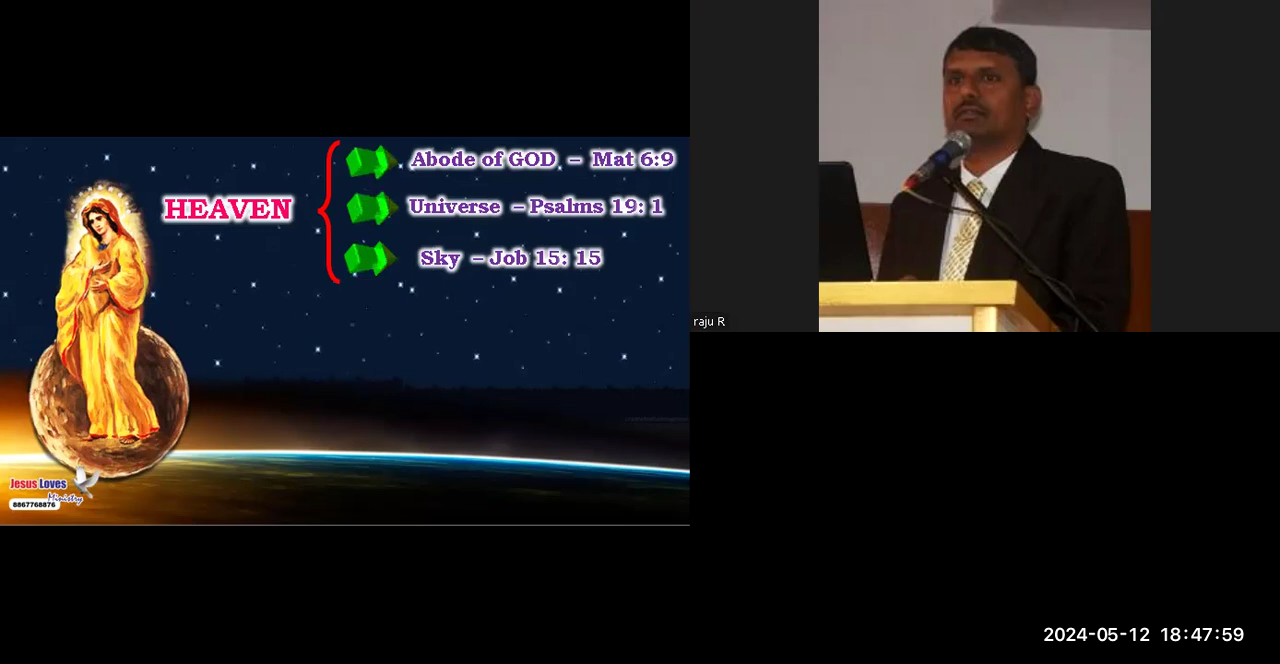 HEAVEN
Abode of GOD – Mat 6:9
Universe – Psalms 19: 1
Sky – Job 15: 15
Jesus Loves
Ministry
8867768876
raju R
2024-05-12 18:47:59